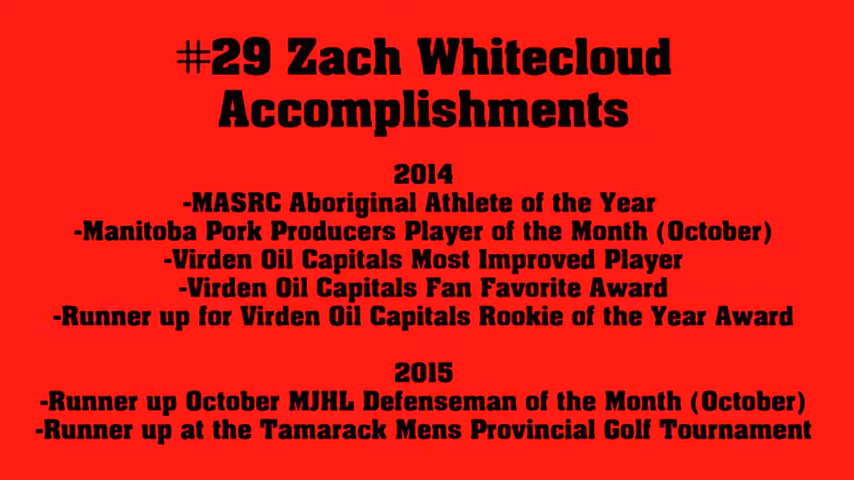 #29 Zach Whitecloud
Accomplishments
2014
-MASRC Aboriginal Athlete of the Year
-Manitoba Pork Producers Player of the Month (October)
-Virden Oil Capitals Most Improved Player
-Virden Oil Capitals Fan Favorite Award
-Runner up for Virden Oil Capitals Rookie of the Year Award
2015
-Runner up October MJHL Defenseman of the Month (October)
-Runner up at the Tamarack Mens Provincial Golf Tournament